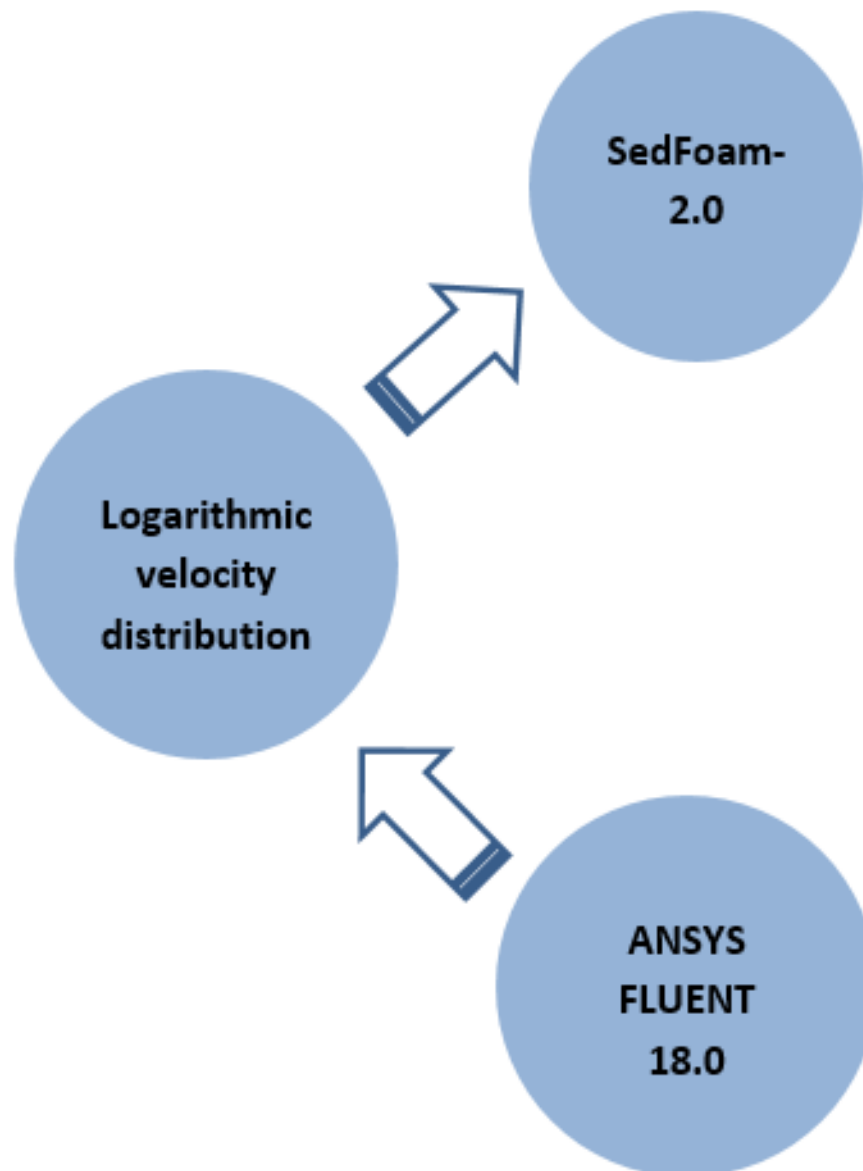 SedFoam-
2.0
Logarithmic
velocity
distribution
ANSYS
FLUENT
18.0